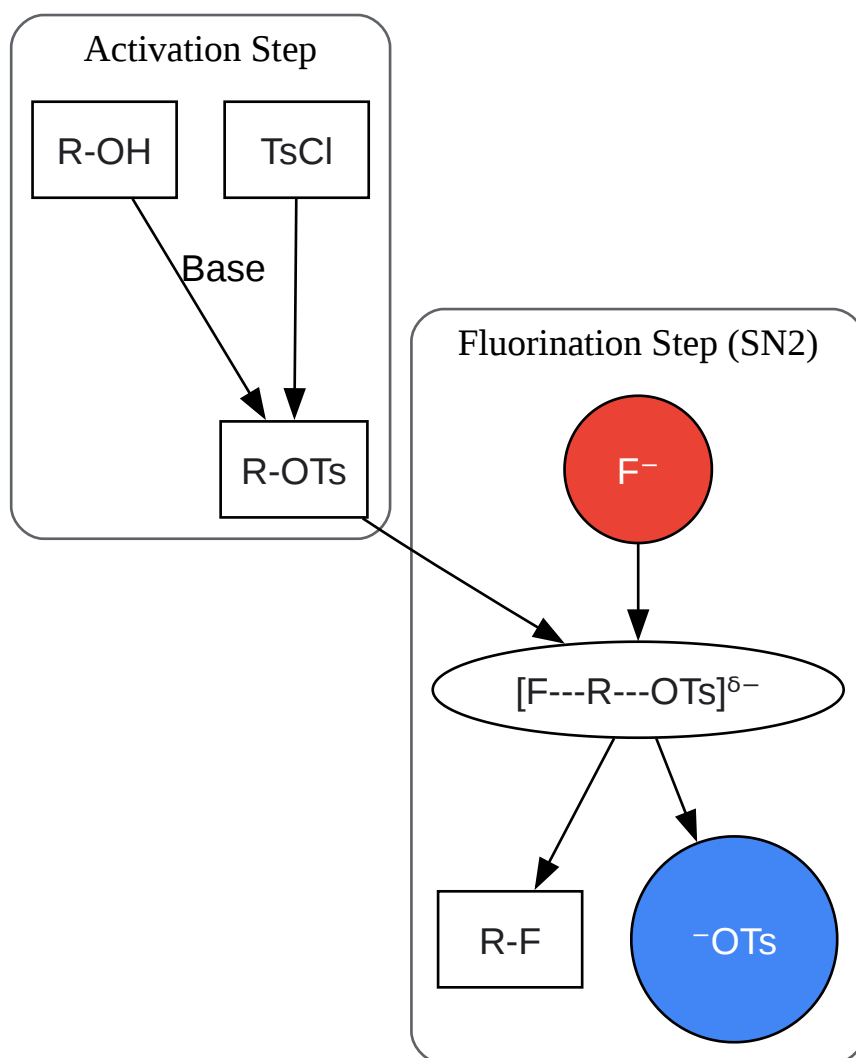 Activation Step
R-OH
TsCl
Base
R-OTs
Fluorination Step (SN2)
F⁻
[F---R---OTs]ᵟ⁻
R-F
⁻OTs